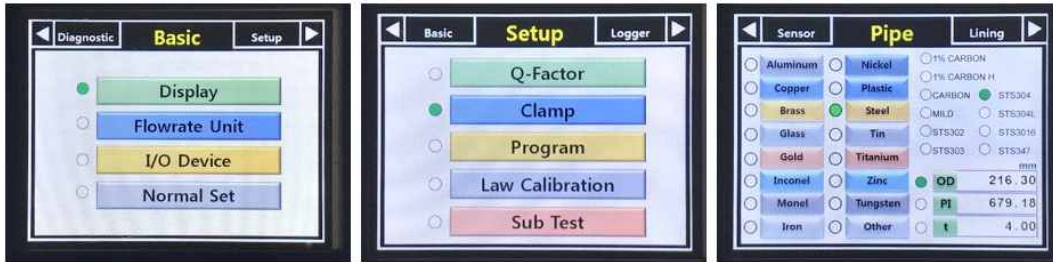 Diagnostic Basic Setup
Display
Flowrate Unit
I/O Device
Normal Set
Basic Setup Logger
Q-Factor
Clamp
Program
Law Calibration
Sub Test
Sensor Pipe Lining
Aluminum Nickel 1% CARBON
1% CARBON H
Copper Plastic
CARBON STS304
Brass Steel
MILD STS304L
Glass Tin
STS302 STS3016
Gold Titanium
STS303 STS347
mm
Inconel Zinc OD 216.30
Monel Tungsten PI 679.18
Iron Other t 4.00